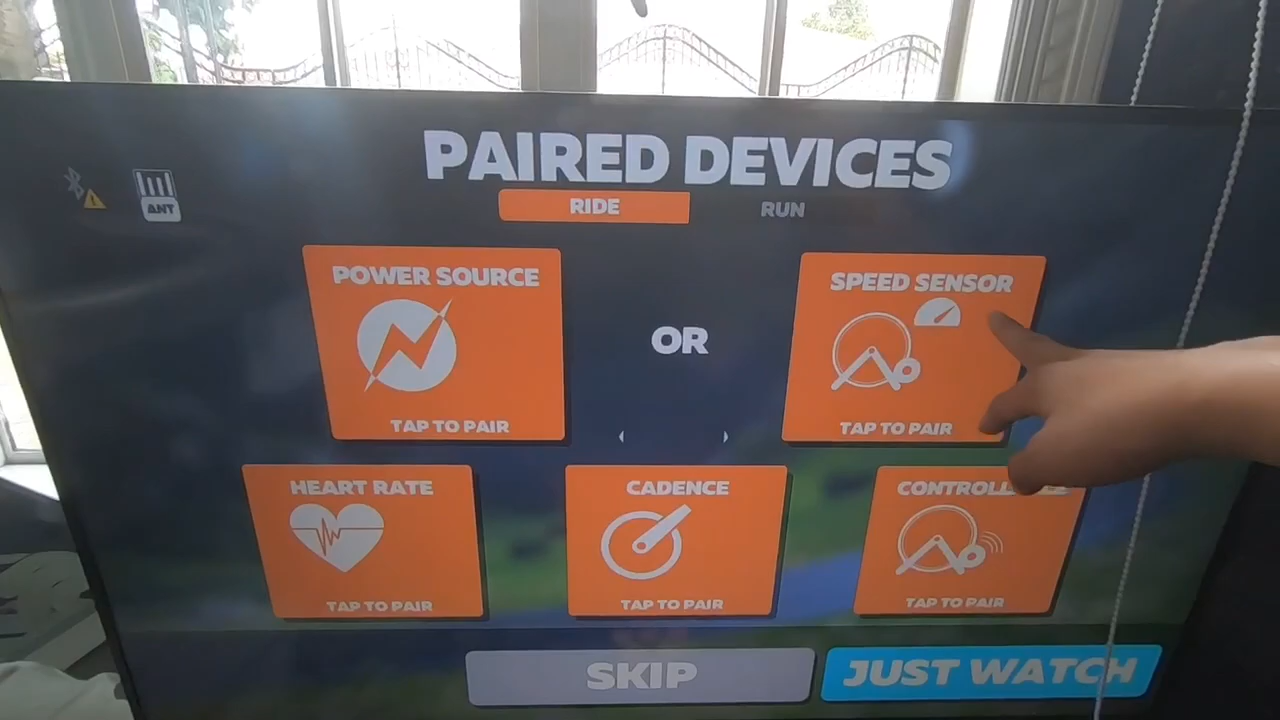 PAIRED DEVICES
RIDE
RUN
ANT
POWER SOURCE
TAP TO PAIR
OR
SPEED SENSOR
TAP TO PAIR
HEART RATE
TAP TO PAIR
CADENCE
TAP TO PAIR
CONTROLL
TAP TO PAIR
SKIP
JUST WATCH